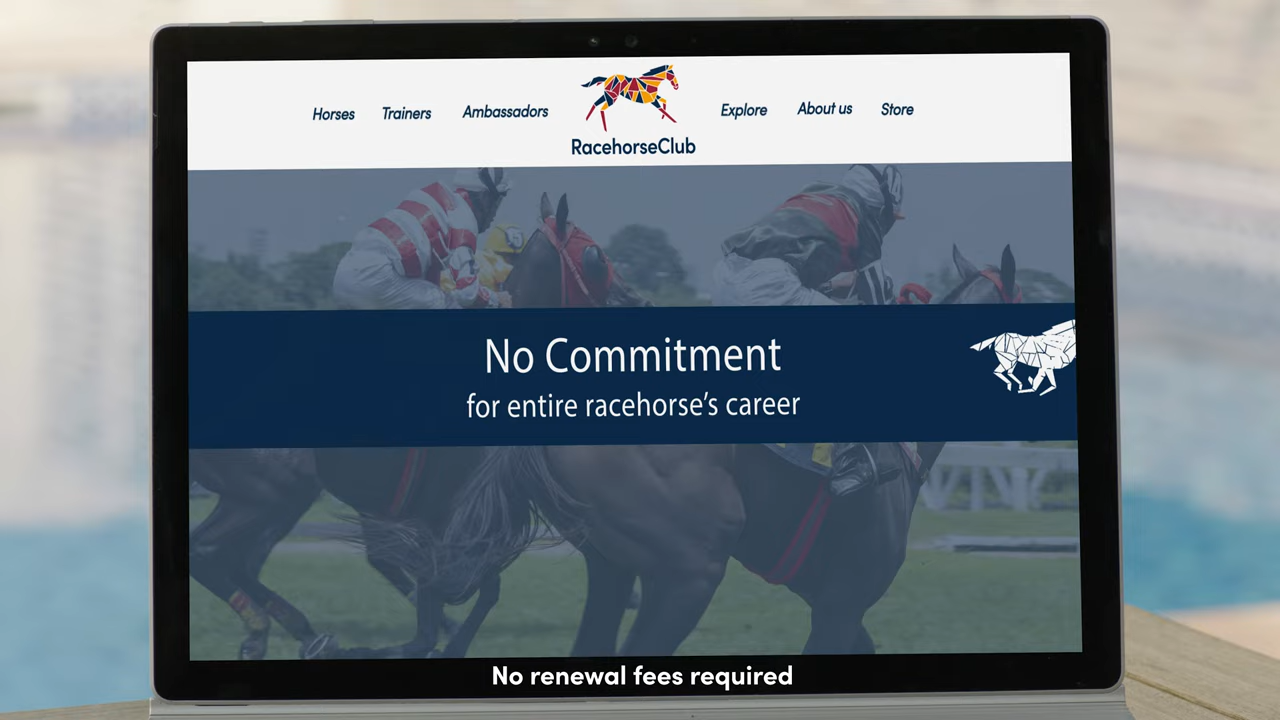 Horses Trainers Ambassadors Explore About us Store
RacehorseClub
No Commitment
for entire racehorse's career
No renewal fees required